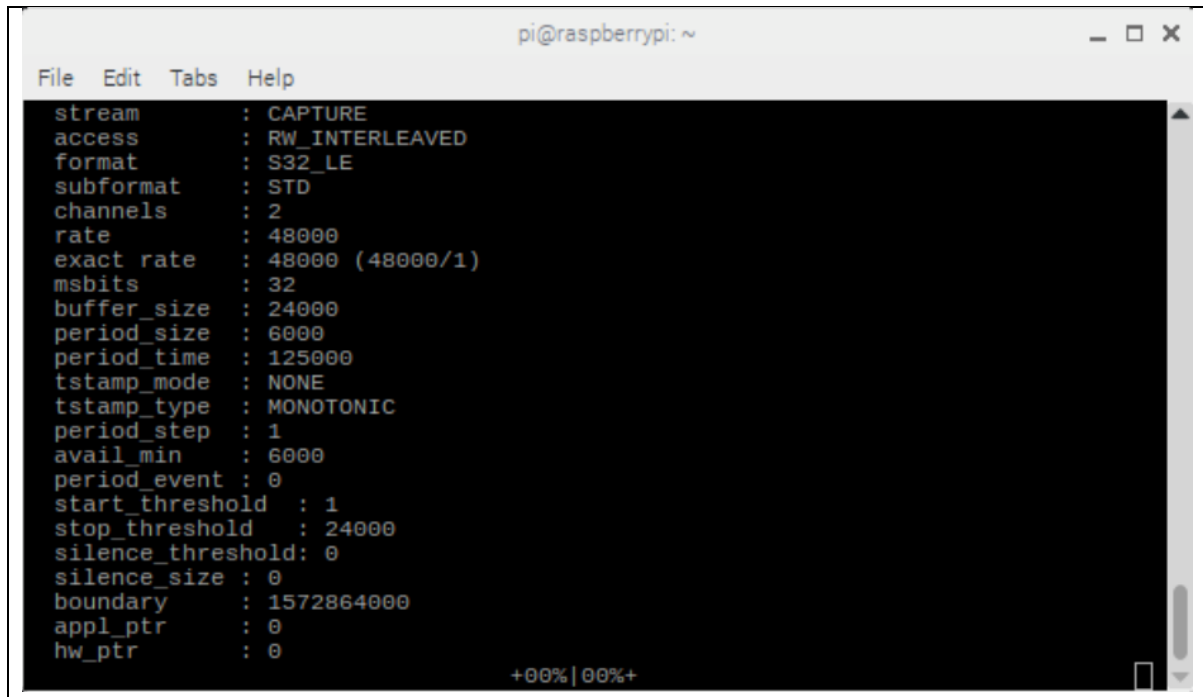 pi@raspberrypi: ~
File Edit Tabs Help
stream : CAPTURE
access : RW_INTERLEAVED
format : S32_LE
subformat : STD
channels : 2
rate : 48000
exact rate : 48000 (48000/1)
msbits : 32
buffer_size : 24000
period_size : 6000
period_time : 125000
tstamp_mode : NONE
tstamp_type : MONOTONIC
period_step : 1
avail_min : 6000
period_event : 0
start_threshold : 1
stop_threshold : 24000
silence_threshold: 0
silence_size : 0
boundary : 1572864000
appl_ptr : 0
hw_ptr : 0
+00%|00%+